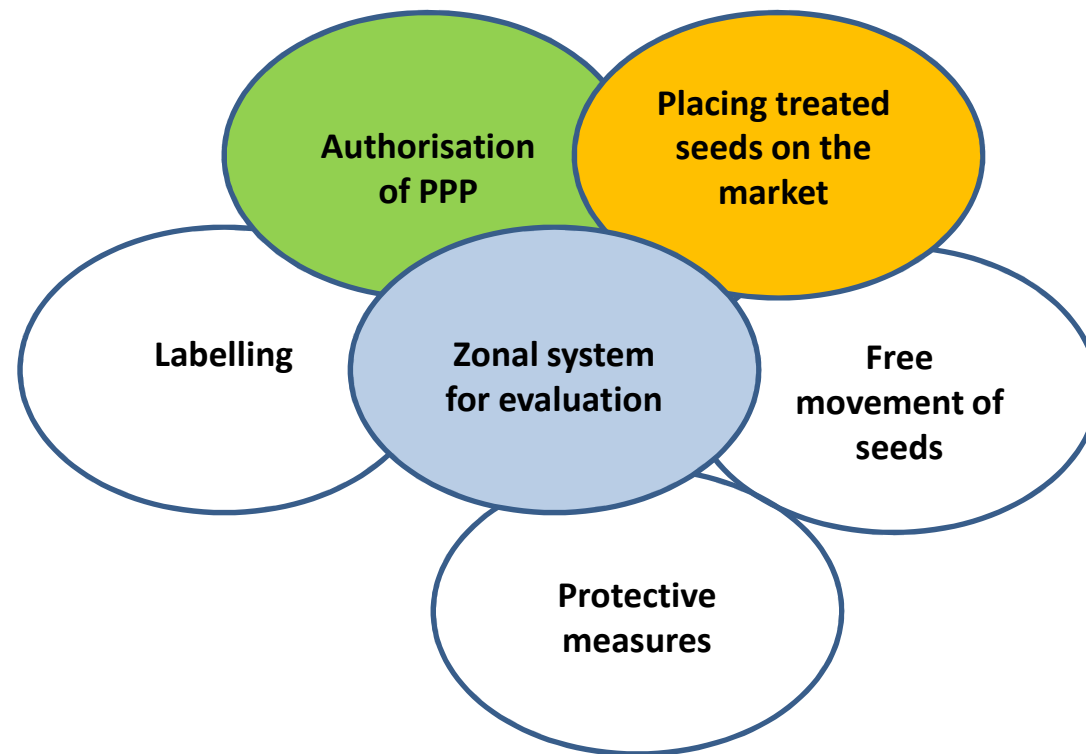 Authorisation
of PPP
Placing treated
seeds on the
market
Labelling
Zonal system
for evaluation
Free
movement of
seeds
Protective
measures